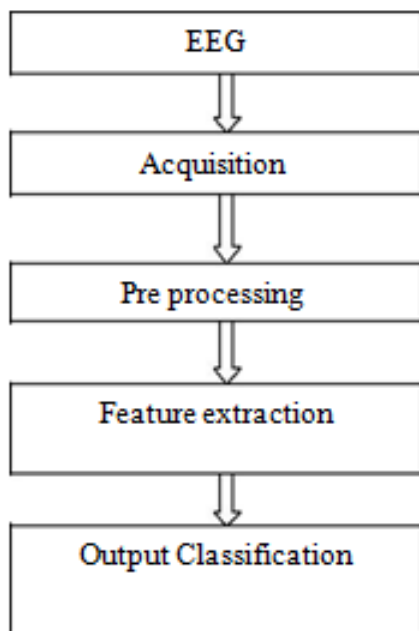 EEG
Acquisition
Pre processing
Feature extraction
Output Classification